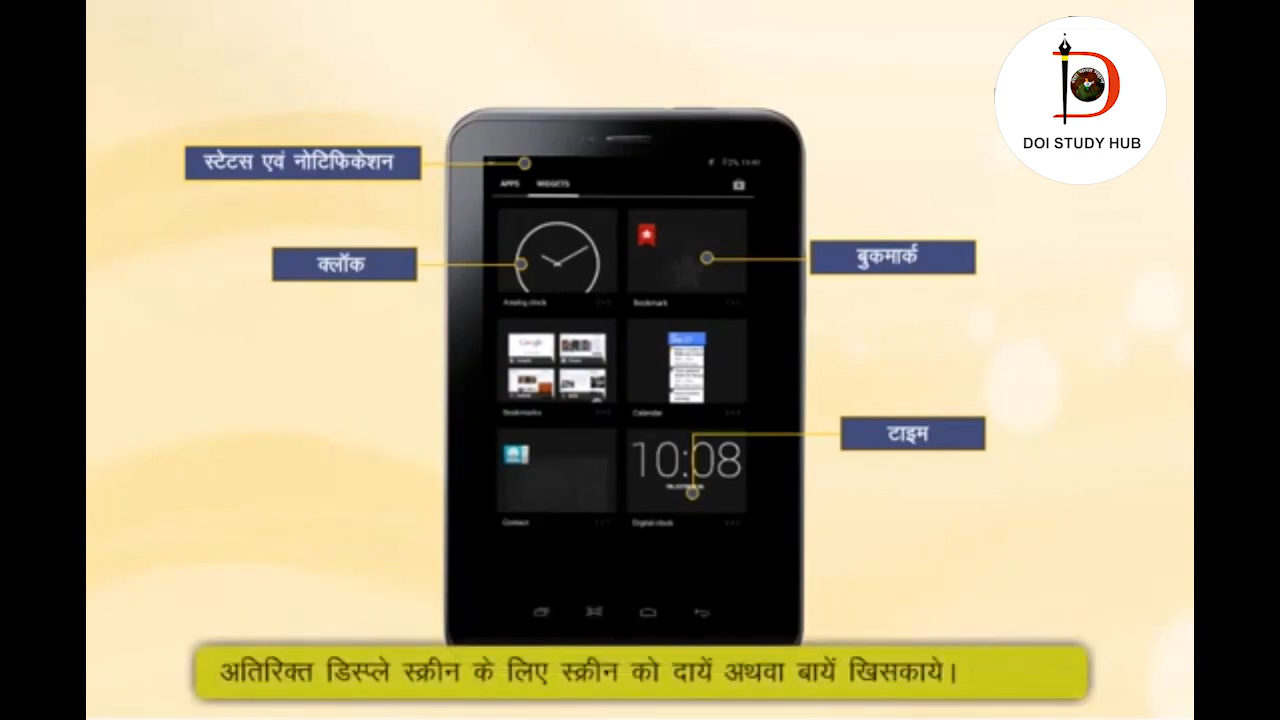 DOI STUDY HUB
स्टेटस एवं नोटिफिकेशन
APPS WIDGETS
क्लॉक
बुकमार्क
Analog clock
Bookmark
Google
Bookmarks
Calendar
टाइम
10:08
Contact
Digital clock
अतिरिक्त डिस्प्ले स्क्रीन के लिए स्क्रीन को दायें अथवा बायें खिसकाये।